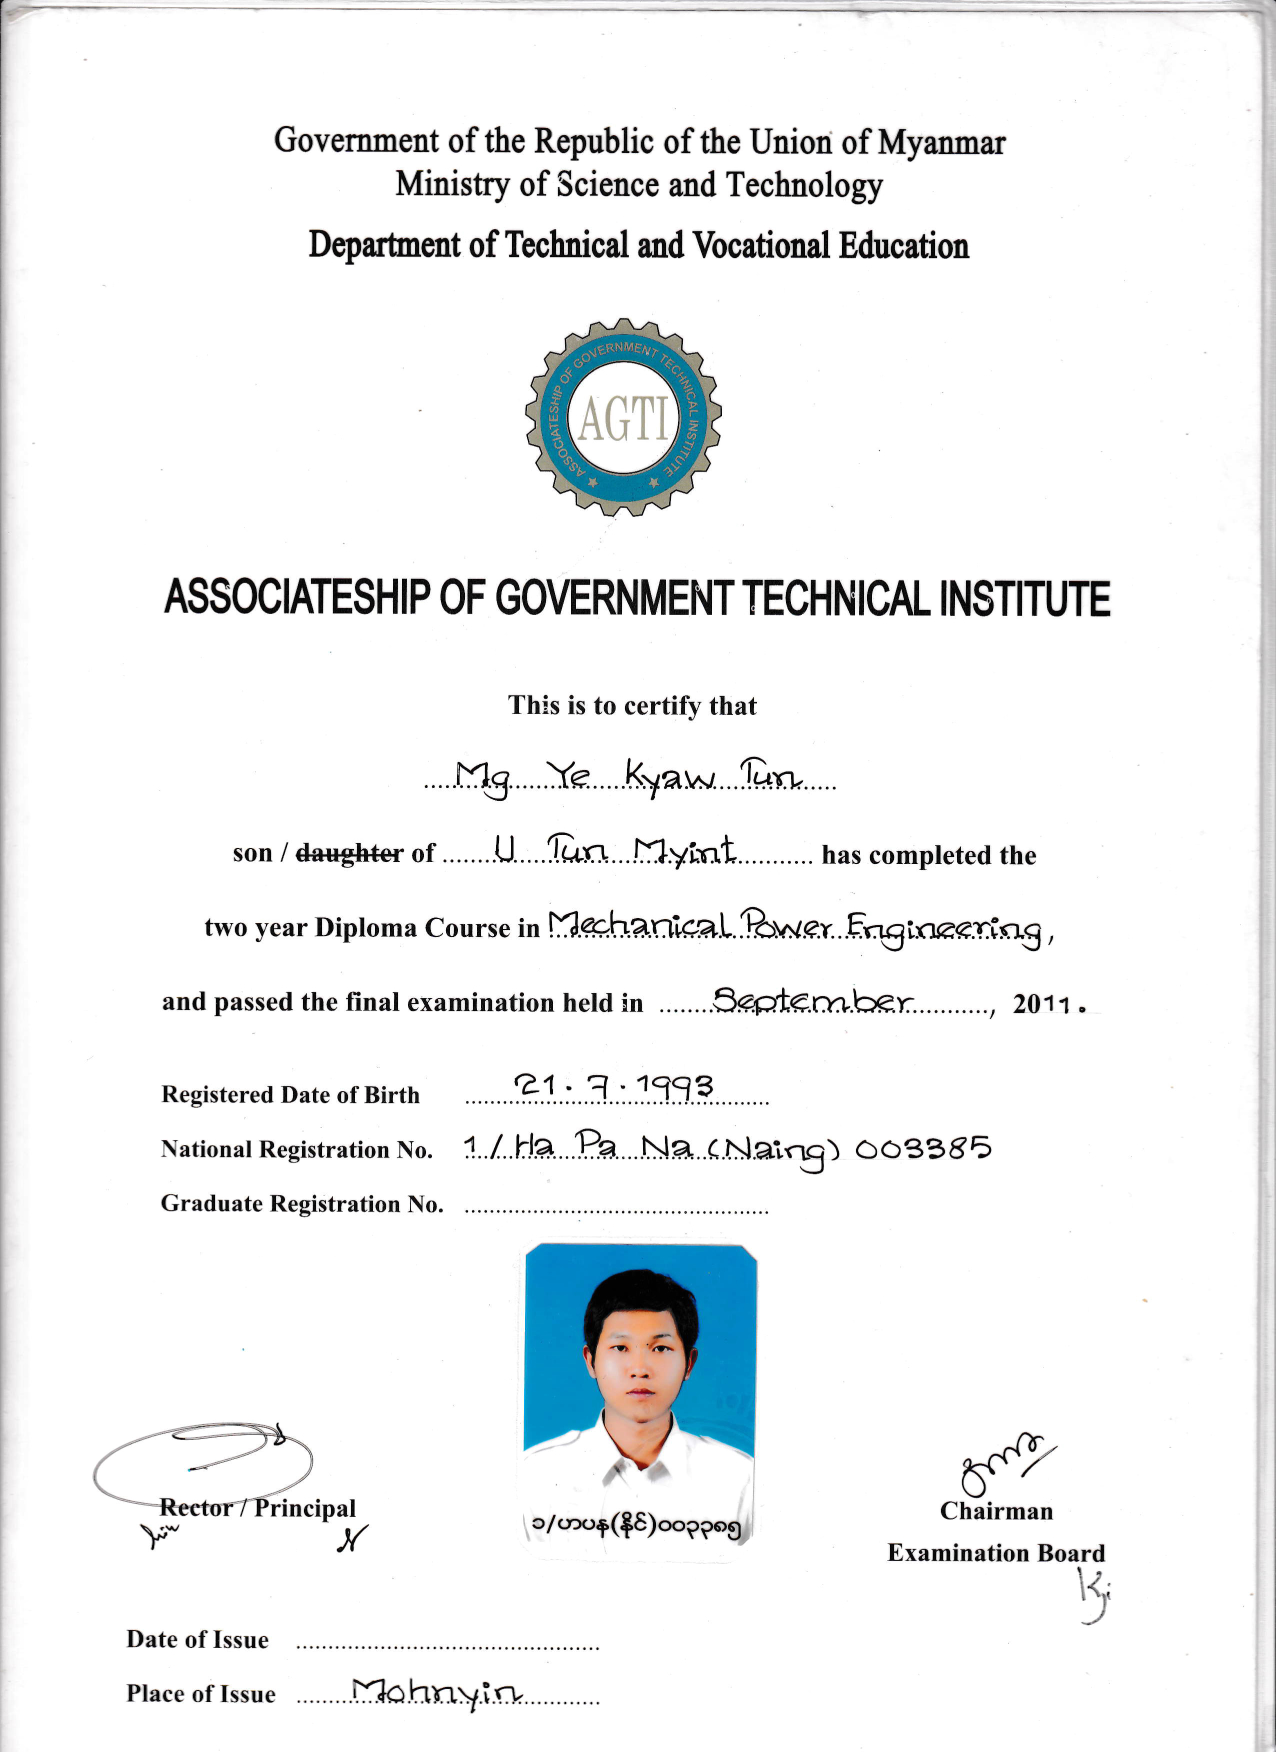 Government of the Republic of the Union of Myanmar
Ministry of Science and Technology
Department of Technical and Vocational Education
ASSOCIATESHIP OF GOVERNMENT TECHNICAL INSTITUTE
AGTI
ASSOCIATESHIP OF GOVERNMENT TECHNICAL INSTITUTE
This is to certify that
Mg Ye Kyaw Tun
son / daughter of U Tun Myint has completed the
two year Diploma Course in Mechanical Power Engineering,
and passed the final examination held in September, 2011.
Registered Date of Birth 21.7.1993
National Registration No. 1/Ha Pa Na (Naing) 003385
Graduate Registration No.
၁/ဟပန(နိုင်)၀၀၃၃၈၅
Rector / Principal
Chairman
Examination Board
Date of Issue
Place of Issue Mohnyin